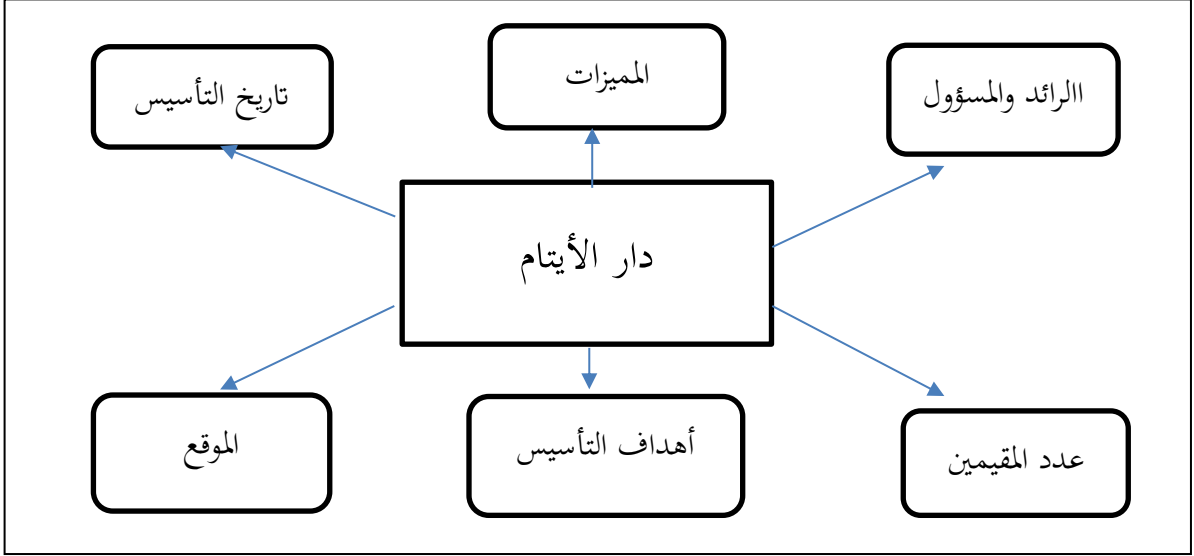 االرائد والمسؤول
المميزات
تاريخ التأسيس
دار الأيتام
عدد المقيمين
أهداف التأسيس
الموقع